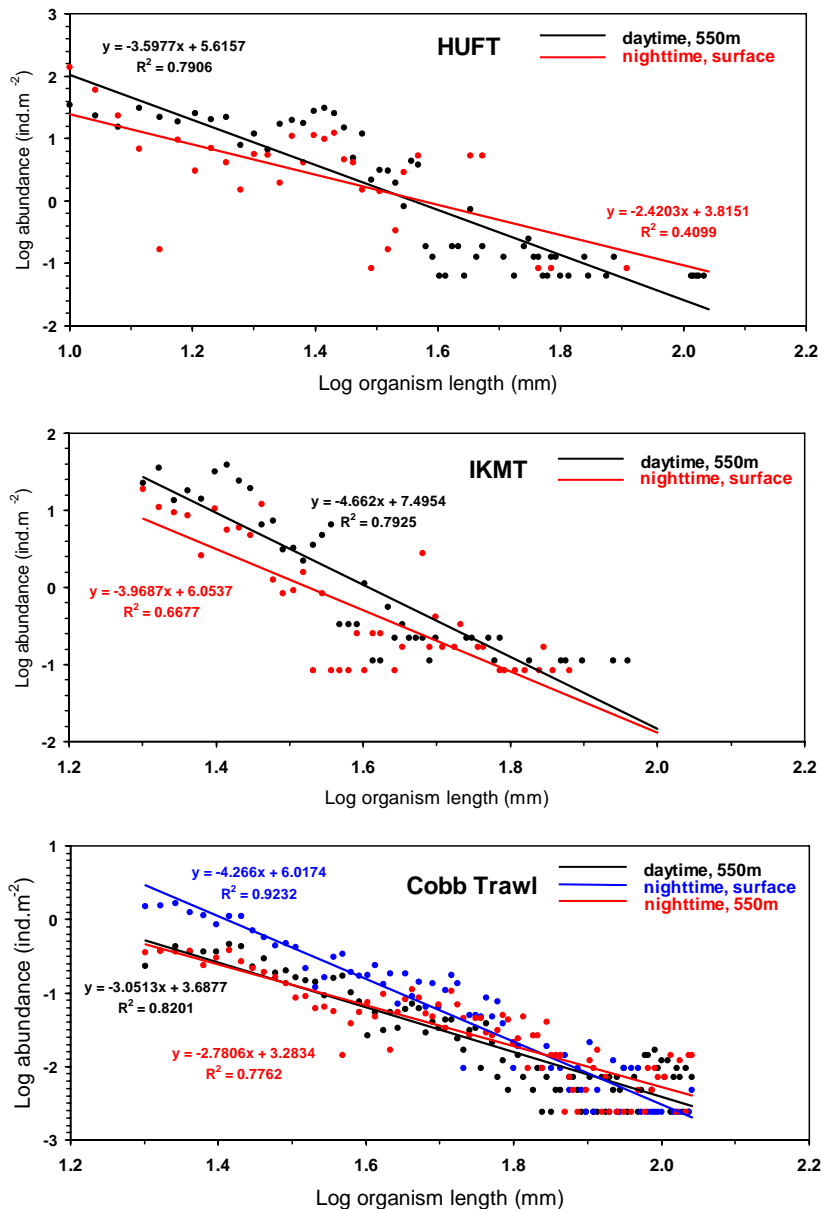 HUFT
daytime, 550m
nighttime, surface
y = -3.5977x + 5.6157
R² = 0.7906
y = -2.4203x + 3.8151
R² = 0.4099
Log abundance (ind.m⁻²)
3
2
1
0
-1
-2
1.0
1.2
1.4
1.6
1.8
2.0
2.2
Log organism length (mm)
IKMT
daytime, 550m
nighttime, surface
y = -4.662x + 7.4954
R² = 0.7925
y = -3.9687x + 6.0537
R² = 0.6677
Log abundance (ind.m⁻²)
2
1
0
-1
-2
1.2
1.4
1.6
1.8
2.0
2.2
Log organism length (mm)
Cobb Trawl
daytime, 550m
nighttime, surface
nighttime, 550m
y = -4.266x + 6.0174
R² = 0.9232
y = -3.0513x + 3.6877
R² = 0.8201
y = -2.7806x + 3.2834
R² = 0.7762
Log abundance (ind.m⁻²)
1
0
-1
-2
-3
1.2
1.4
1.6
1.8
2.0
2.2
Log organism length (mm)